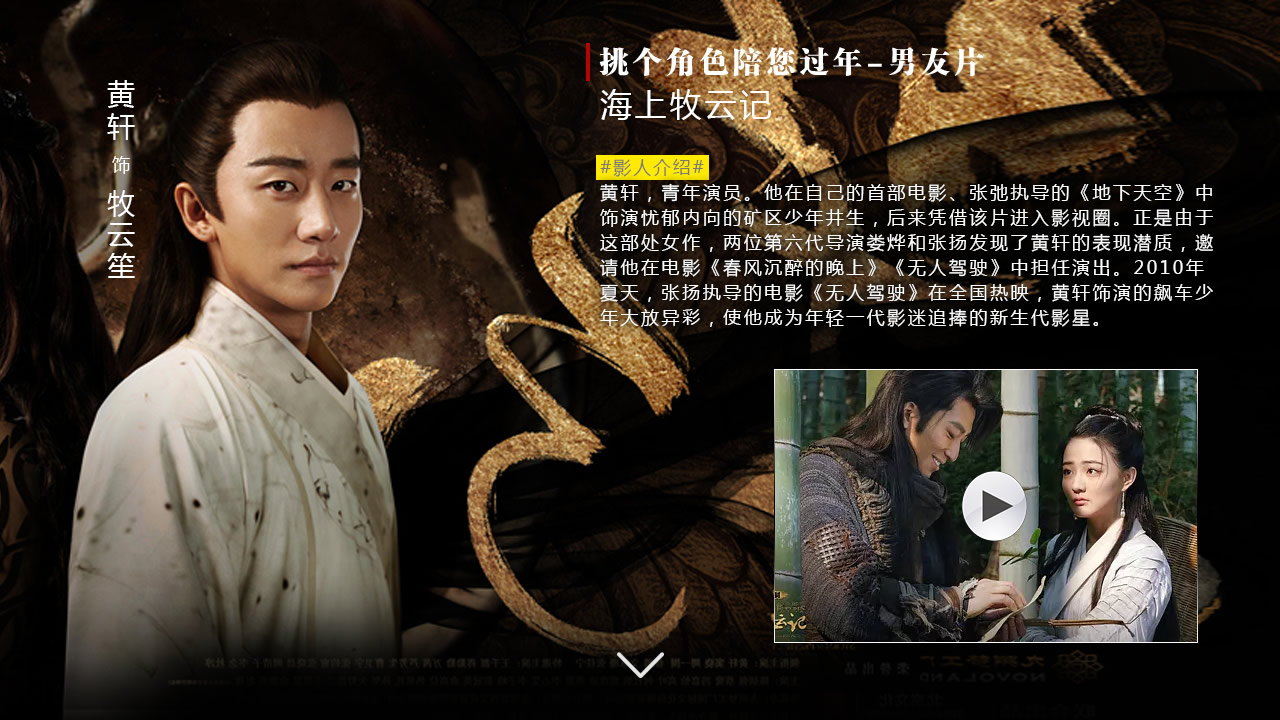 挑个角色陪您过年-男友片
海上牧云记
黄轩
饰
牧云笙
#影人介绍#
黄轩，青年演员。他在自己的首部电影、张弛执导的《地下天空》中
饰演忧郁内向的矿区少年井生，后来凭借该片进入影视圈。正是由于
这部处女作，两位第六代导演娄烨和张扬发现了黄轩的表现潜质，邀
请他在电影《春风沉醉的晚上》《无人驾驶》中担任演出。2010年
夏天，张扬执导的电影《无人驾驶》在全国热映，黄轩饰演的飙车少
年大放异彩，使他成为年轻一代影迷追捧的新生代影星。
云记
NOVOLAND